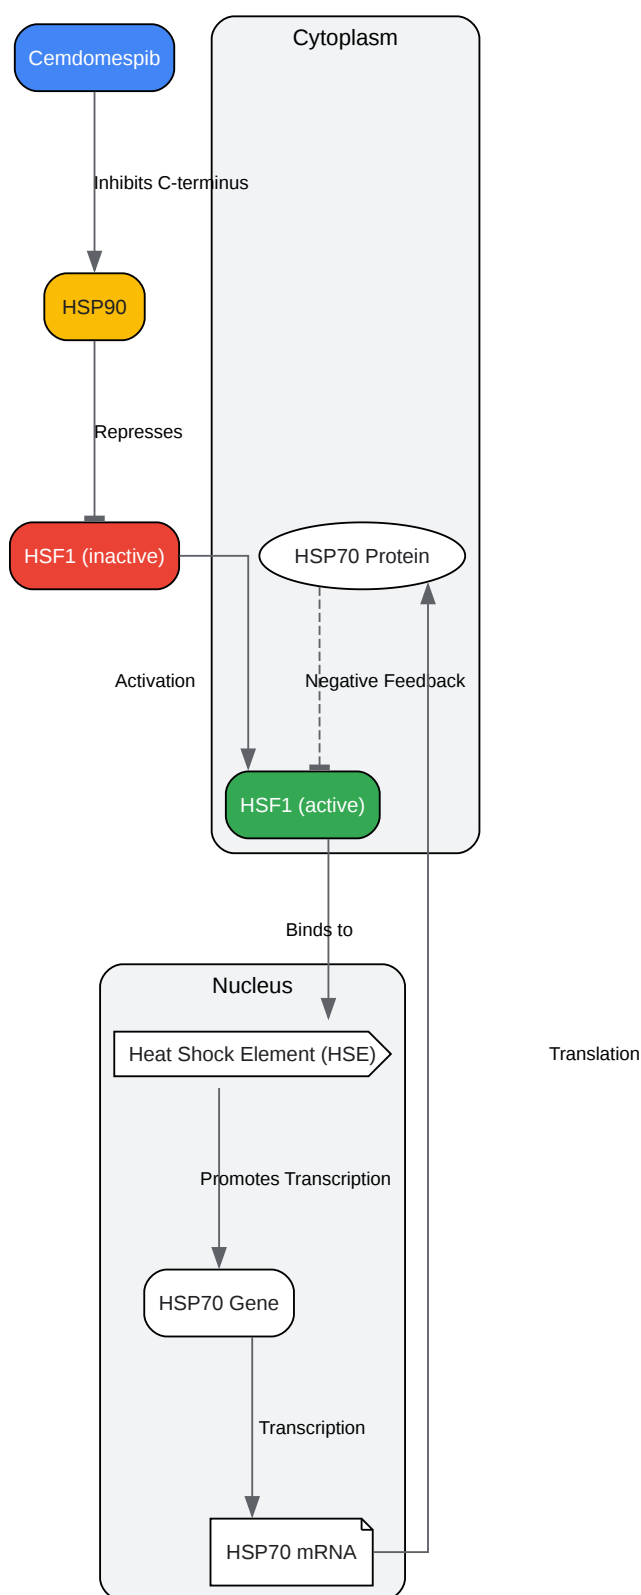 Cytoplasm
Cemdomespib
Inhibits C-terminus
HSP90
Represses
HSF1 (inactive)
HSP70 Protein
Activation
Negative Feedback
HSF1 (active)
Binds to
Nucleus
Heat Shock Element (HSE)
Translation
Promotes Transcription
HSP70 Gene
Transcription
HSP70 mRNA